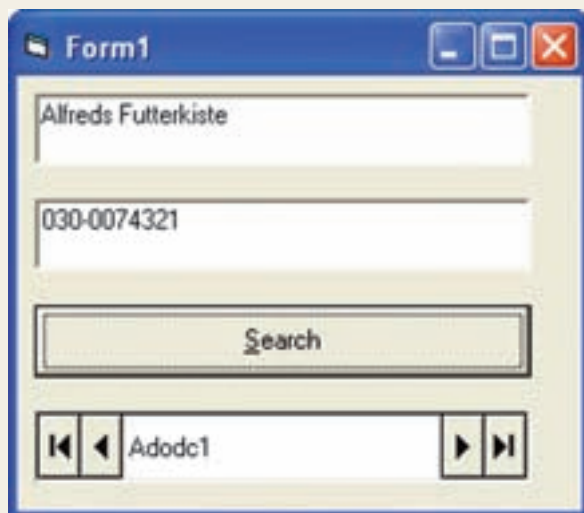 Form1
Alfreds Futterkiste
030-0074321
Search
Adodc1